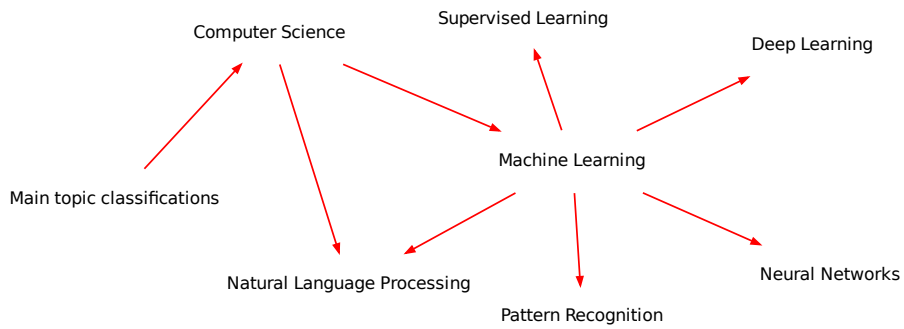 Supervised Learning
Computer Science
Deep Learning
Machine Learning
Main topic classifications
Neural Networks
Natural Language Processing
Pattern Recognition